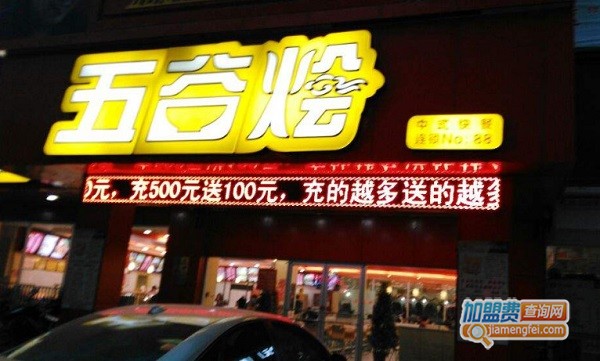 五谷烩
中式快餐
连锁No:88
0元，充500元送100元，充的越多送的越多
加盟费查询网
jiamengfei.com